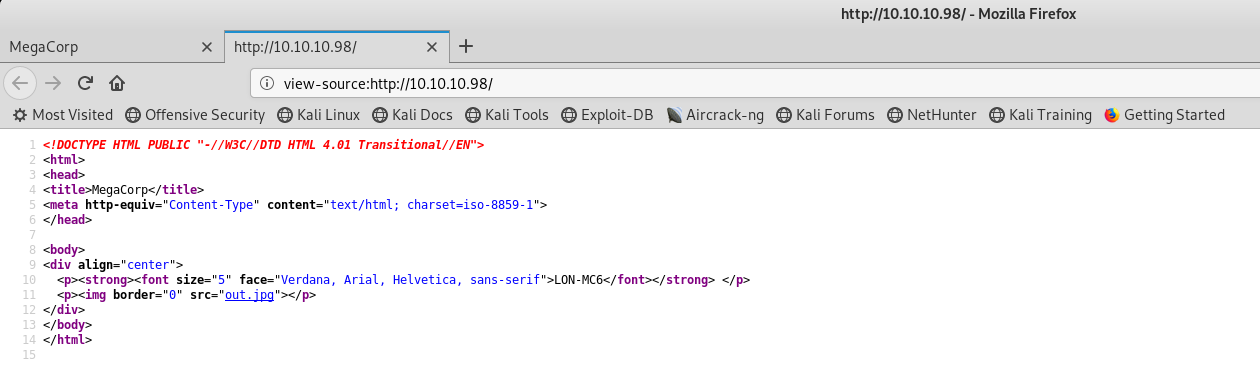 http://10.10.10.98/ - Mozilla Firefox
MegaCorp × http://10.10.10.98/ × +
view-source:http://10.10.10.98/
Most Visited Offensive Security Kali Linux Kali Docs Kali Tools Exploit-DB Aircrack-ng Kali Forums NetHunter Kali Training Getting Started
1 <!DOCTYPE HTML PUBLIC "-//W3C//DTD HTML 4.01 Transitional//EN">
2 <html>
3 <head>
4 <title>MegaCorp</title>
5 <meta http-equiv="Content-Type" content="text/html; charset=iso-8859-1">
6 </head>
7
8 <body>
9 <div align="center">
10   <p><strong><font size="5" face="Verdana, Arial, Helvetica, sans-serif">LON-MC6</font></strong> </p>
11   <p><img border="0" src="out.jpg"></p>
12 </div>
13 </body>
14 </html>
15